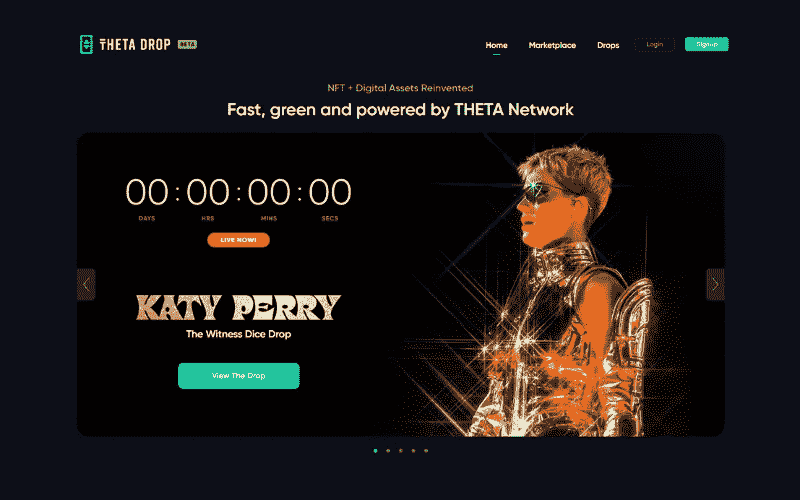 THETA DROP BETA
Home Marketplace Drops Login Signup
NFT + Digital Assets Reinvented
Fast, green and powered by THETA Network
00 : 00 : 00 : 00
DAYS HRS MINS SECS
LIVE NOW!
KATY PERRY
The Witness Dice Drop
View The Drop